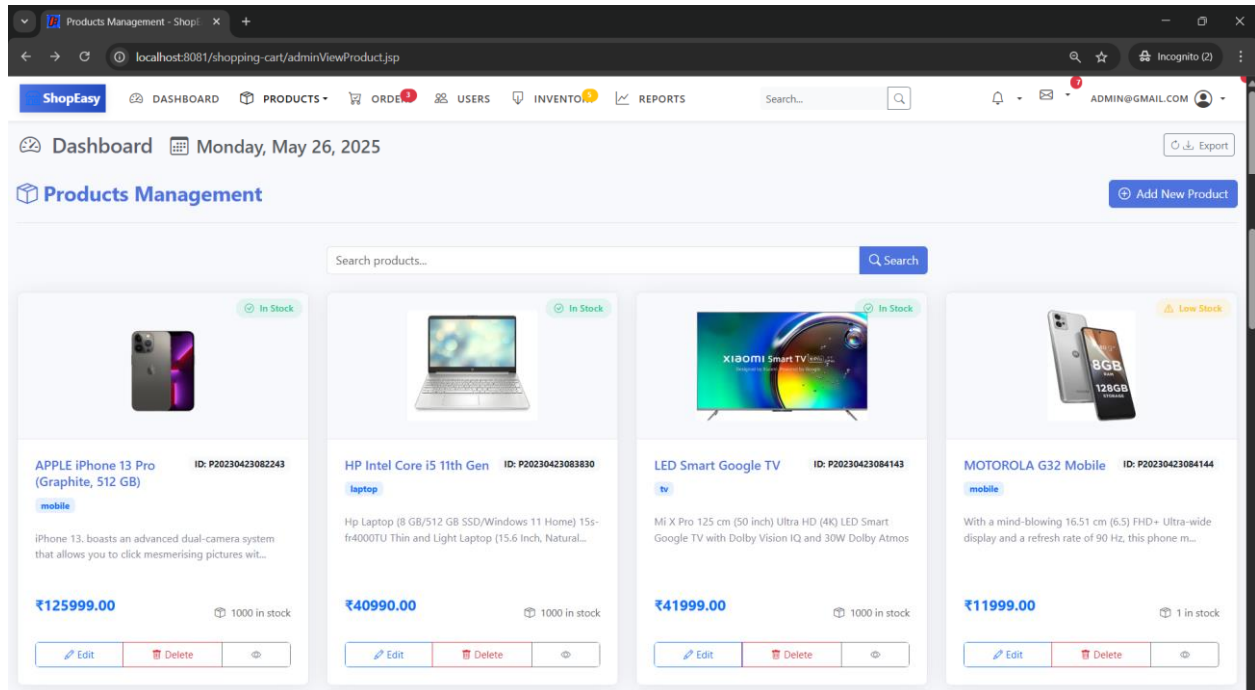 Products Management - ShopE
localhost:8081/shopping-cart/adminViewProduct.jsp
Incognito (2)
ShopEasy
DASHBOARD
PRODUCTS
3
USERS
5
REPORTS
Search...
7
ADMIN@GMAIL.COM
Dashboard
Monday, May 26, 2025
Export
Products Management
Add New Product
Search products...
Search
In Stock
APPLE iPhone 13 Pro (Graphite, 512 GB)
ID: P20230423082243
mobile
iPhone 13. boasts an advanced dual-camera system
that allows you to click mesmerising pictures wit...
₹125999.00
1000 in stock
Edit
Delete
In Stock
HP Intel Core i5 11th Gen
ID: P20230423083830
laptop
Hp Laptop (8 GB/512 GB SSD/Windows 11 Home) 15s-
fr4000TU Thin and Light Laptop (15.6 Inch, Natural...
₹40990.00
1000 in stock
Edit
Delete
In Stock
XIAOMI Smart TV
LED Smart Google TV
ID: P20230423084143
tv
Mi X Pro 125 cm (50 inch) Ultra HD (4K) LED Smart
Google TV with Dolby Vision IQ and 30W Dolby Atmos
₹41999.00
1000 in stock
Edit
Delete
Low Stock
8GB
RAM
128GB
STORAGE
MOTOROLA G32 Mobile
ID: P20230423084144
mobile
With a mind-blowing 16.51 cm (6.5) FHD+ Ultra-wide
display and a refresh rate of 90 Hz, this phone m...
₹11999.00
1 in stock
Edit
Delete